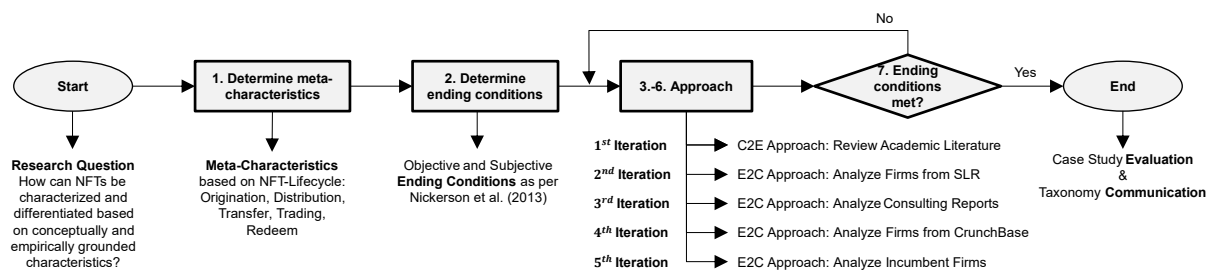 No
Start
1. Determine meta-
characteristics
2. Determine
ending conditions
3.-6. Approach
7. Ending
conditions
met?
Yes
End
Research Question
How can NFTs be
characterized and
differentiated based
on conceptually and
empirically grounded
characteristics?
Meta-Characteristics
based on NFT-Lifecycle:
Origination, Distribution,
Transfer, Trading,
Redeem
Objective and Subjective
Ending Conditions as per
Nickerson et al. (2013)
1st Iteration
C2E Approach: Review Academic Literature
2nd Iteration
E2C Approach: Analyze Firms from SLR
3rd Iteration
E2C Approach: Analyze Consulting Reports
4th Iteration
E2C Approach: Analyze Firms from CrunchBase
5th Iteration
E2C Approach: Analyze Incumbent Firms
Case Study Evaluation
&
Taxonomy Communication